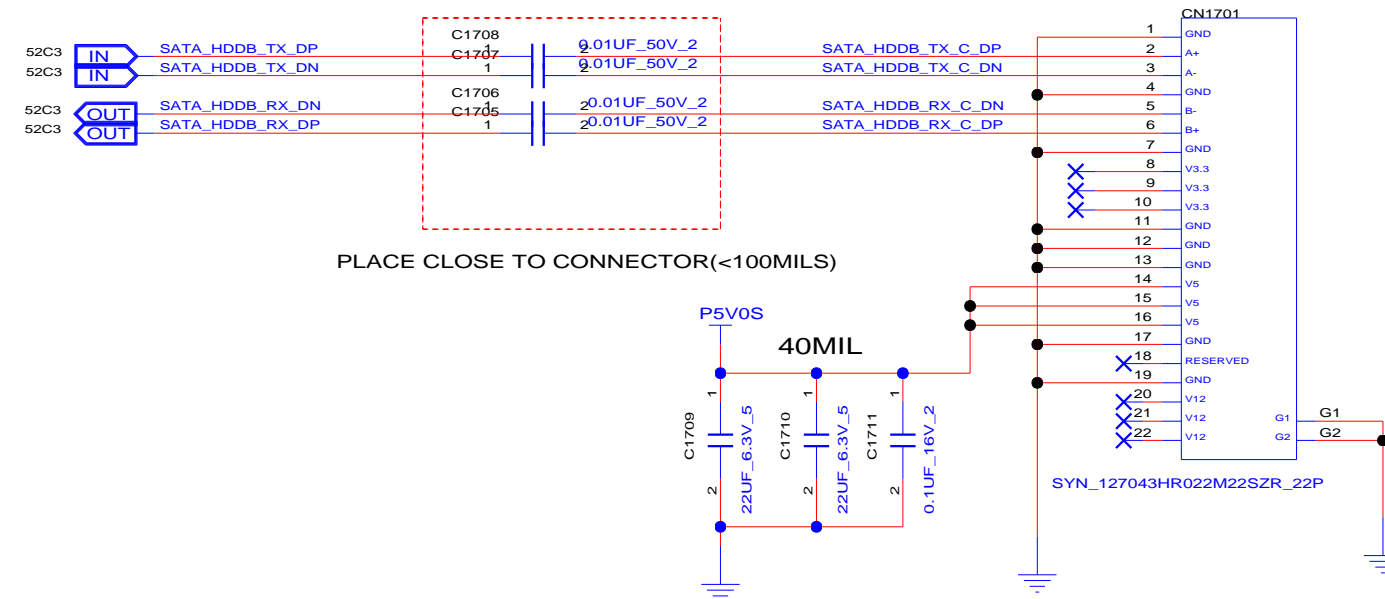 CN1701
52C3 IN SATA_HDDB_TX_DP C1708 1 2 0.01UF_50V_2 SATA_HDDB_TX_C_DP
52C3 IN SATA_HDDB_TX_DN C1707 1 2 0.01UF_50V_2 SATA_HDDB_TX_C_DN
52C3 OUT SATA_HDDB_RX_DN C1706 1 2 0.01UF_50V_2 SATA_HDDB_RX_C_DN
52C3 OUT SATA_HDDB_RX_DP C1705 1 2 0.01UF_50V_2 SATA_HDDB_RX_C_DP
PLACE CLOSE TO CONNECTOR(<100MILS)
1 GND
2 A+
3 A-
4 GND
5 B-
6 B+
7 GND
8 V3.3
9 V3.3
10 V3.3
11 GND
12 GND
13 GND
14 V5
15 V5
16 V5
17 GND
18 RESERVED
19 GND
20 V12
21 V12
22 V12
G1 G1
G2 G2
SYN_127043HR022M22SZR_22P
P5V0S
40MIL
C1709 1 2 22UF_6.3V_5
C1710 1 2 22UF_6.3V_5
C1711 1 2 0.1UF_16V_2